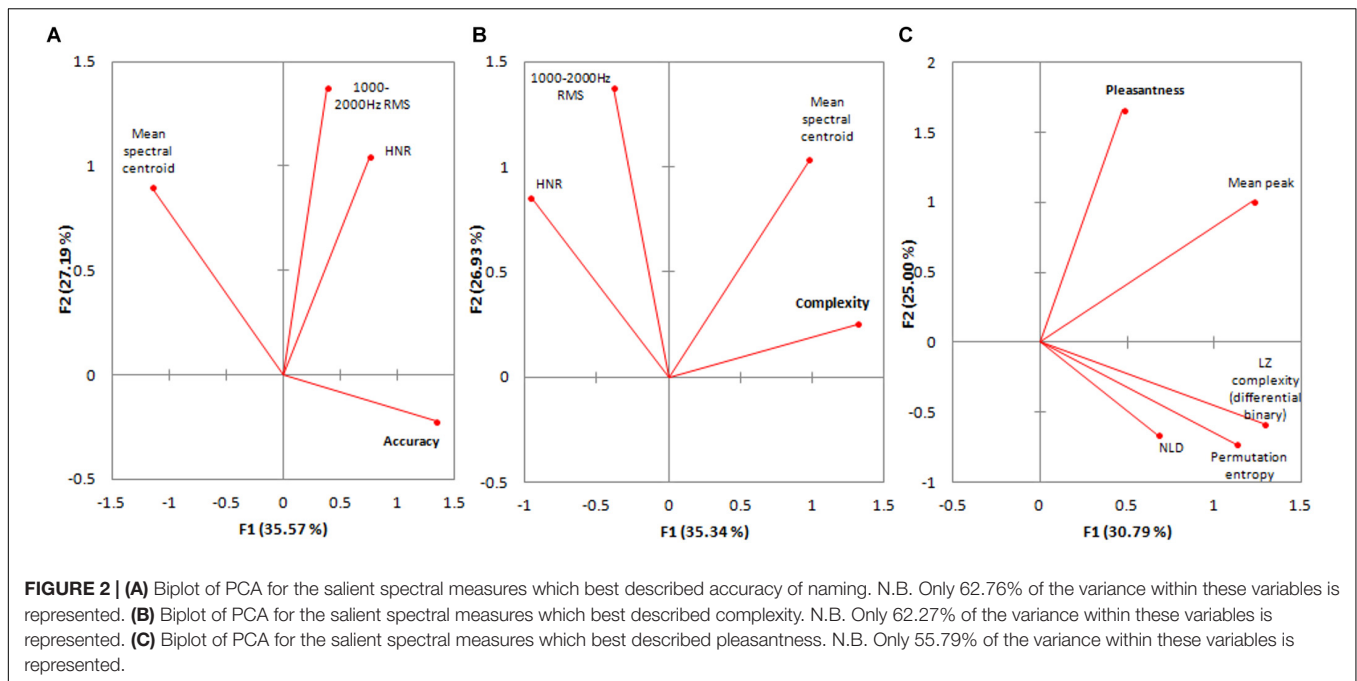 A
1.5
1
0.5
0
-0.5
-1.5
-1
-0.5
0
0.5
1
1.5
F2 (27.19 %)
F1 (35.57 %)
1000-
2000Hz RMS
HNR
Mean
spectral
centroid
Accuracy
B
1.5
1
0.5
0
-0.5
-1
-0.5
0
0.5
1
1.5
F2 (26.93 %)
F1 (35.34 %)
1000-2000Hz
RMS
Mean
spectral
centroid
HNR
Complexity
C
2
1.5
1
0.5
0
-0.5
-1
-0.5
0
0.5
1
1.5
F2 (25.00 %)
F1 (30.79 %)
Pleasantness
Mean peak
LZ
complexity
(differential
binary)
NLD
Permutation
entropy
FIGURE 2 | (A) Biplot of PCA for the salient spectral measures which best described accuracy of naming. N.B. Only 62.76% of the variance within these variables is
represented. (B) Biplot of PCA for the salient spectral measures which best described complexity. N.B. Only 62.27% of the variance within these variables is
represented. (C) Biplot of PCA for the salient spectral measures which best described pleasantness. N.B. Only 55.79% of the variance within these variables is
represented.